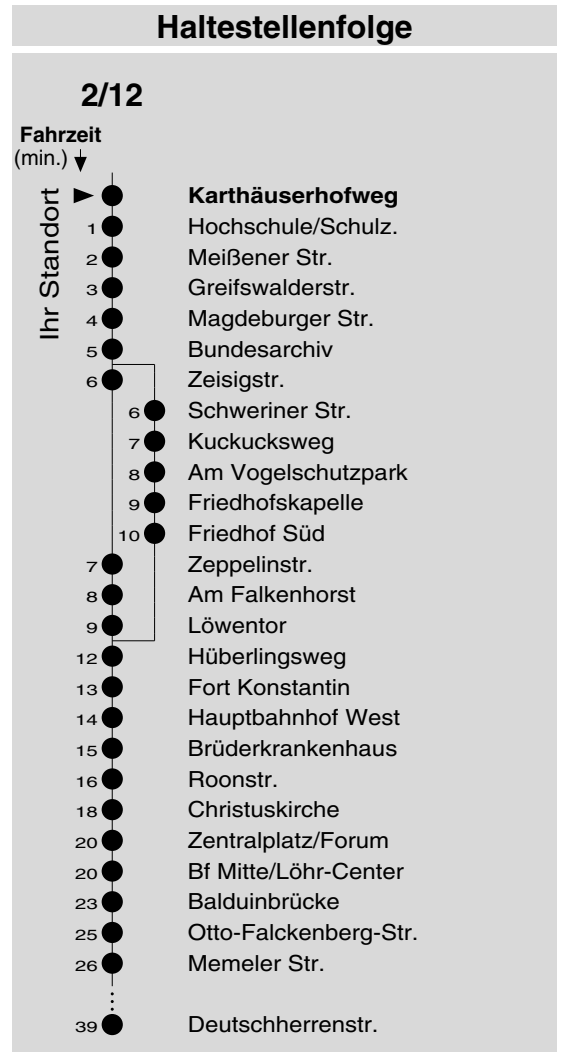 Haltestellenfolge
2/12
Fahrzeit
(min.)
Ihr Standort
Karthäuserhofweg
1 Hochschule/Schulz.
2 Meißener Str.
3 Greifswalderstr.
4 Magdeburger Str.
5 Bundesarchiv
6 Zeisigstr.
6 Schweriner Str.
7 Kuckucksweg
8 Am Vogelschutzpark
9 Friedhofskapelle
10 Friedhof Süd
7 Zeppelinstr.
8 Am Falkenhorst
9 Löwentor
12 Hüberlingsweg
13 Fort Konstantin
14 Hauptbahnhof West
15 Brüderkrankenhaus
16 Roonstr.
18 Christuskirche
20 Zentralplatz/Forum
20 Bf Mitte/Löhr-Center
23 Balduinbrücke
25 Otto-Falckenberg-Str.
26 Memeler Str.
39 Deutschherrenstr.